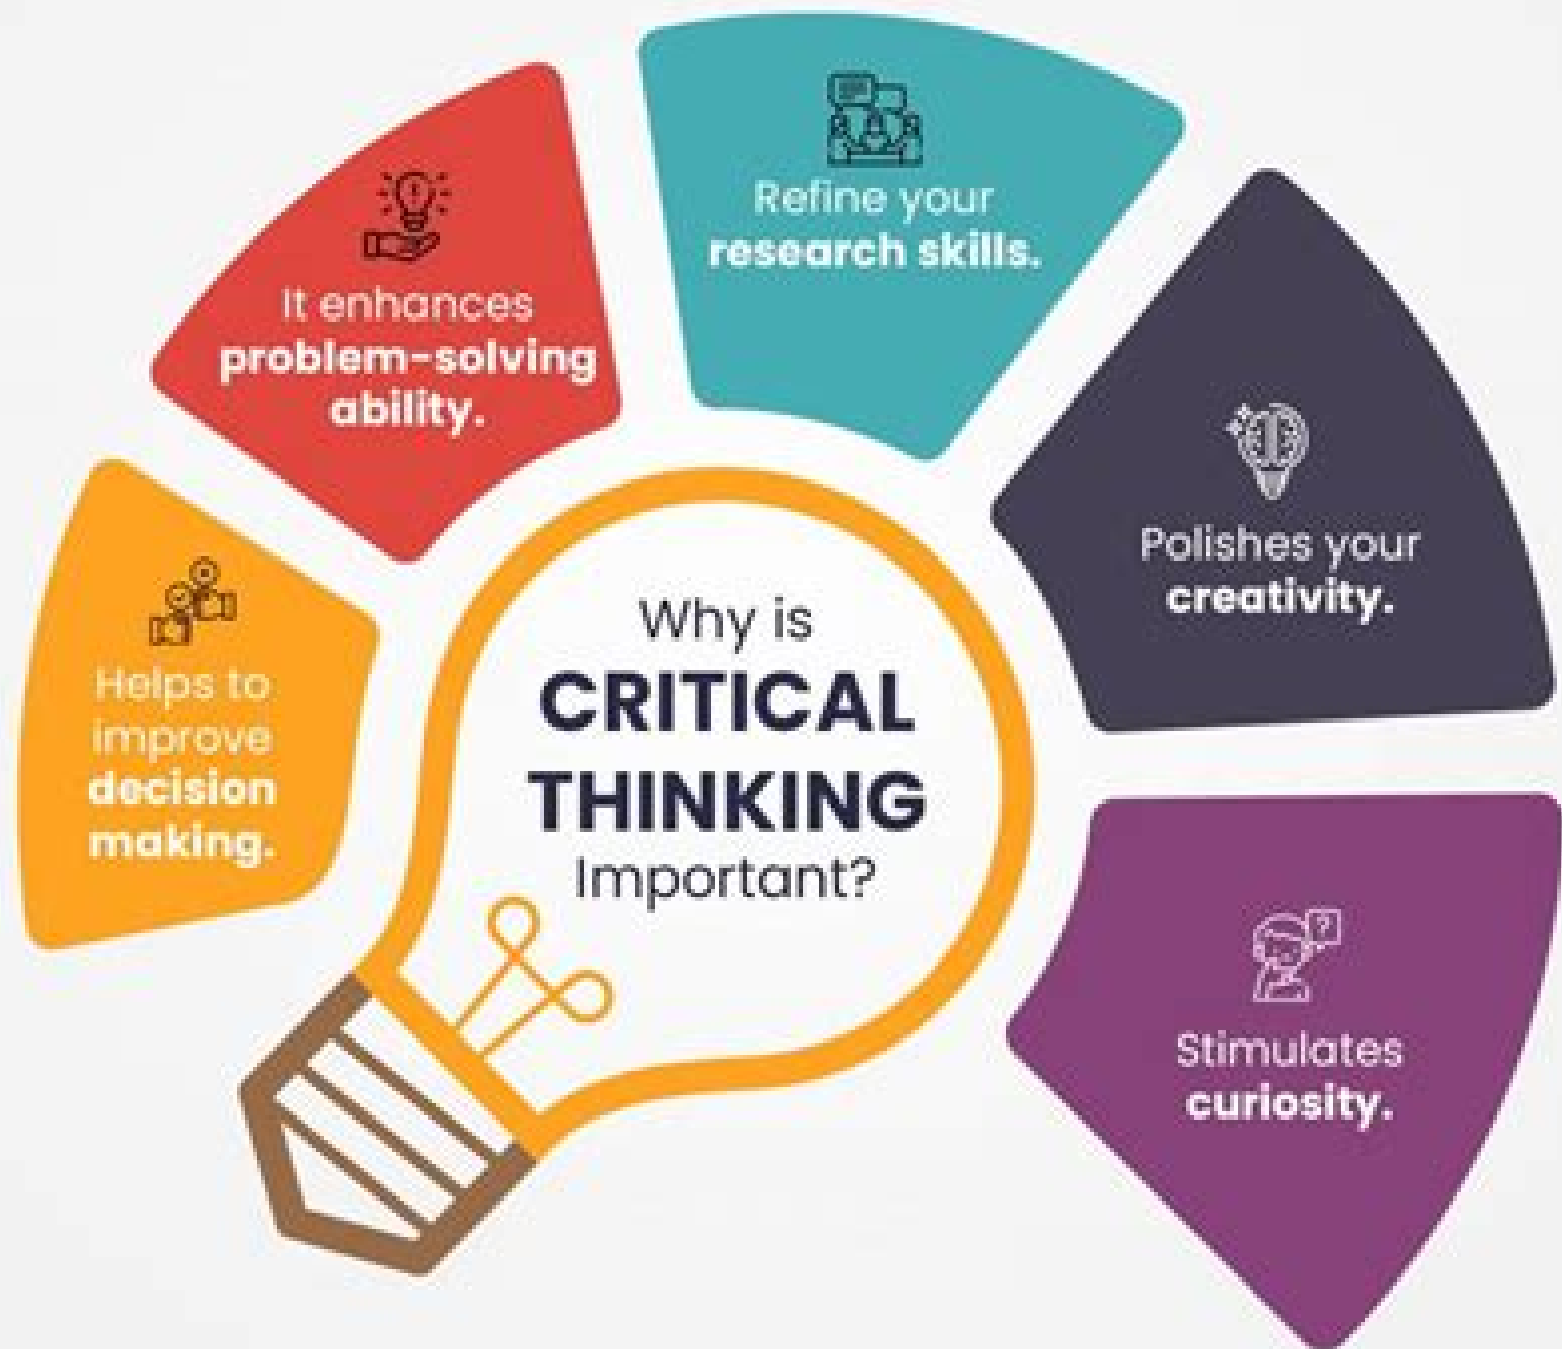 Why is
CRITICAL
THINKING
Important?
Helps to
improve
decision
making.
It enhances
problem-solving
ability.
Refine your
research skills.
Polishes your
creativity.
?
Stimulates
curiosity.